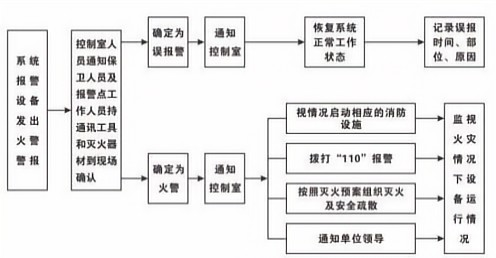 系统
报警
设备
发出
火警
警报
控制室人
员通知保
卫人员及
报警点工
作人员持
通讯工具
和灭火器
材到现场
确认
确定为
误报警
通知
控制室
恢复系统
正常工作
状态
记录误报
时间、部
位、原因
确定为
火警
通知
控制室
视情况启动相应的消防
设施
拨打“110”报警
按照灭火预案组织灭火
及安全疏散
通知单位领导
监视
火灾
情况
下设
备运
行情
况